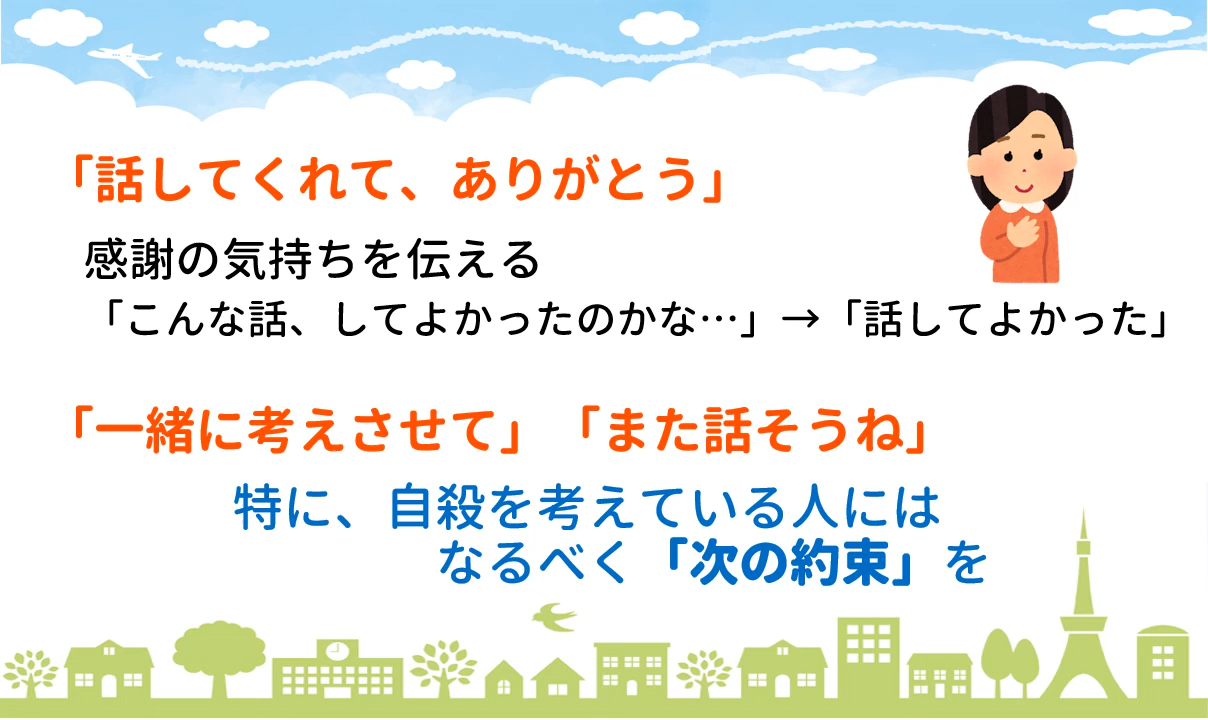 「話してくれて、ありがとう」
感謝の気持ちを伝える
「こんな話、してよかったのかな…」→「話してよかった」
「一緒に考えさせて」「また話そうね」
特に、自殺を考えている人には
なるべく「次の約束」を